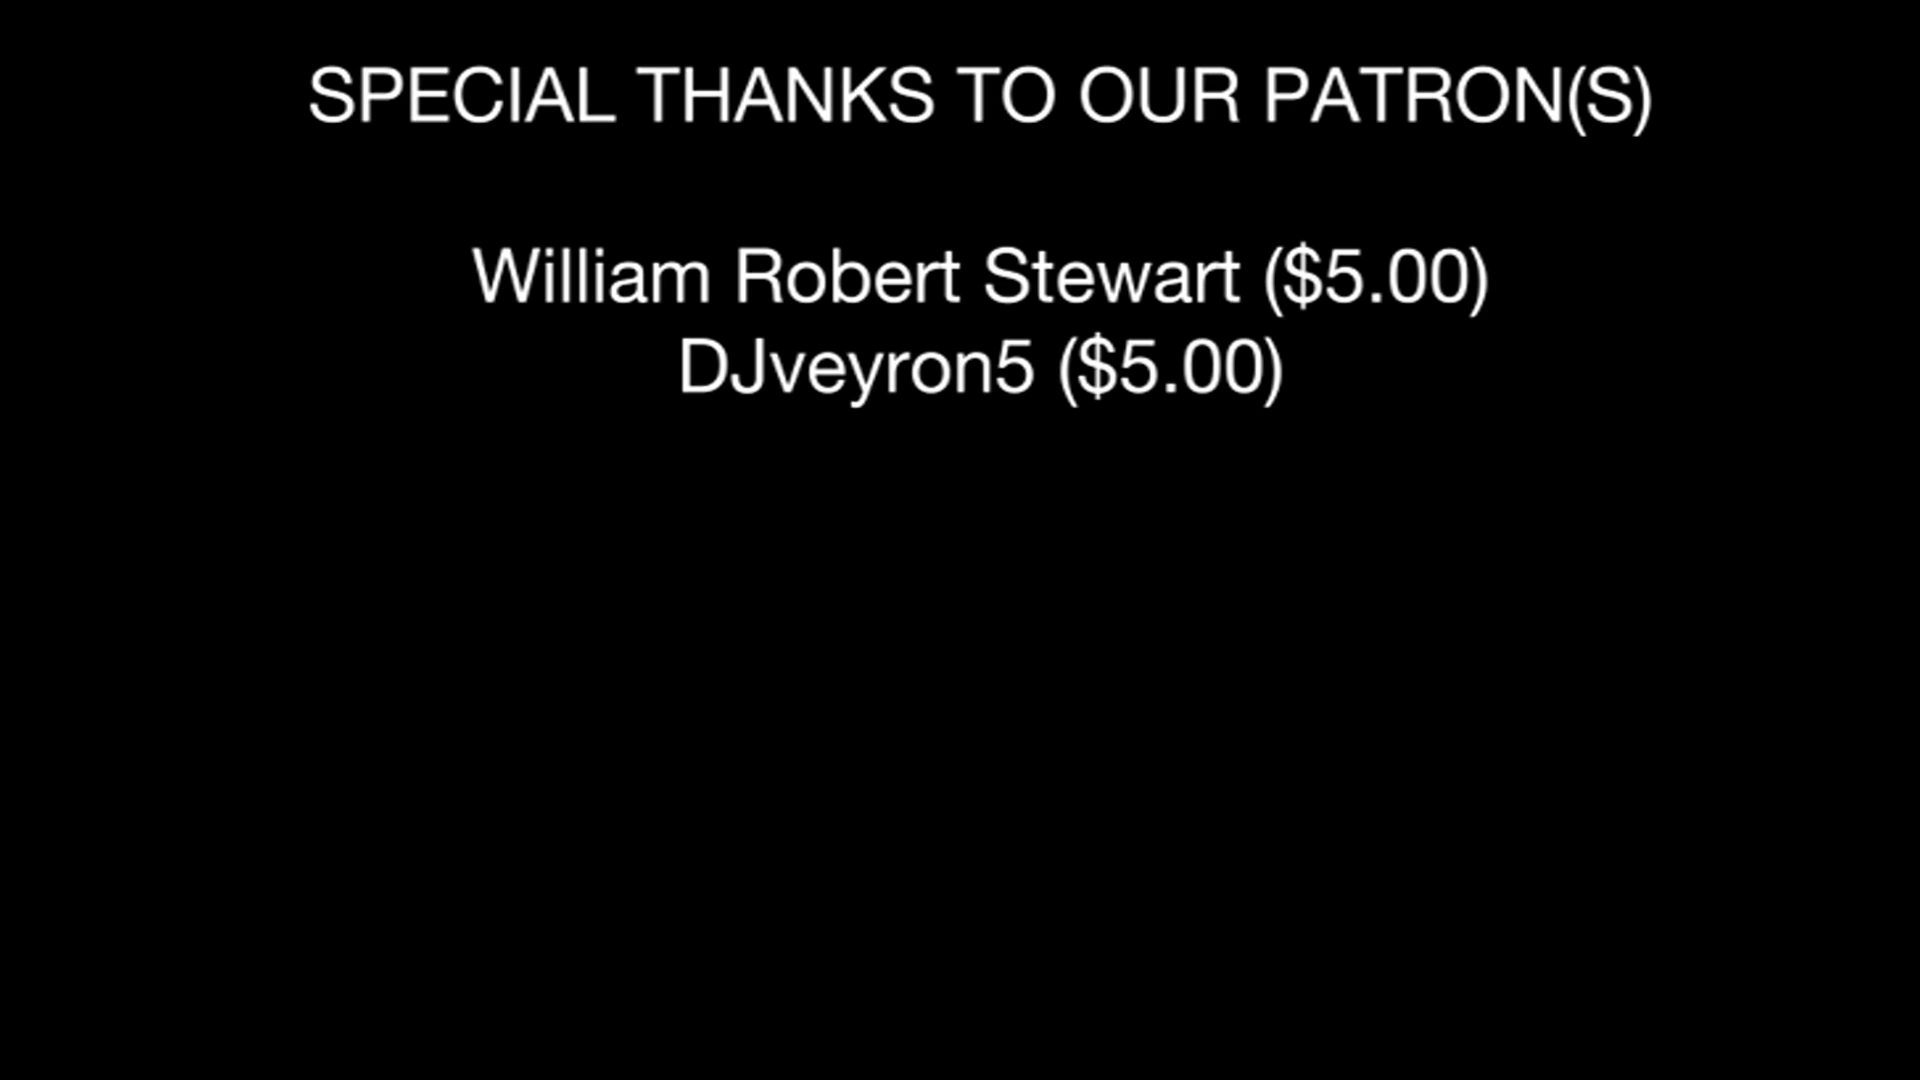 SPECIAL THANKS TO OUR PATRON(S)
William Robert Stewart ($5.00)
DJveyron5 ($5.00)